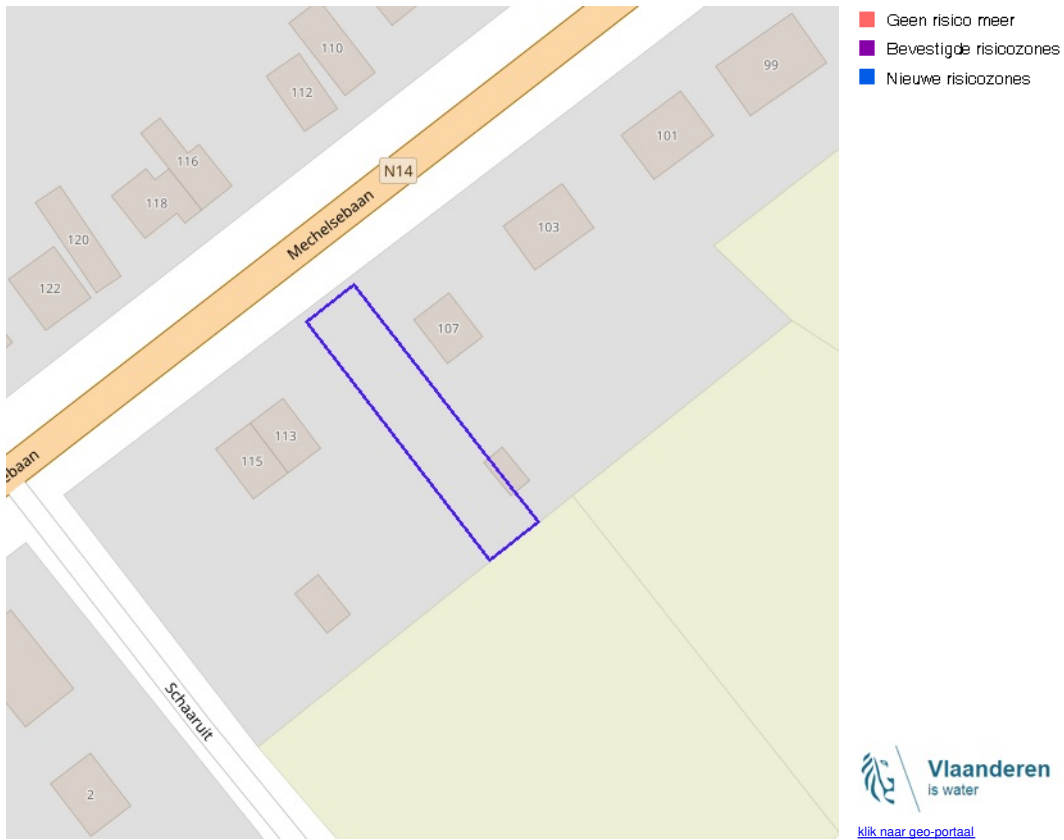 Geen risico meer
Bevestigde risicozones
Nieuwe risicozones
110
112
99
101
116
118
N14
Mechelsebaan
103
120
122
107
113
115
ebaan
Schaaruit
2
Vlaanderen
is water
klik naar geo-portaal